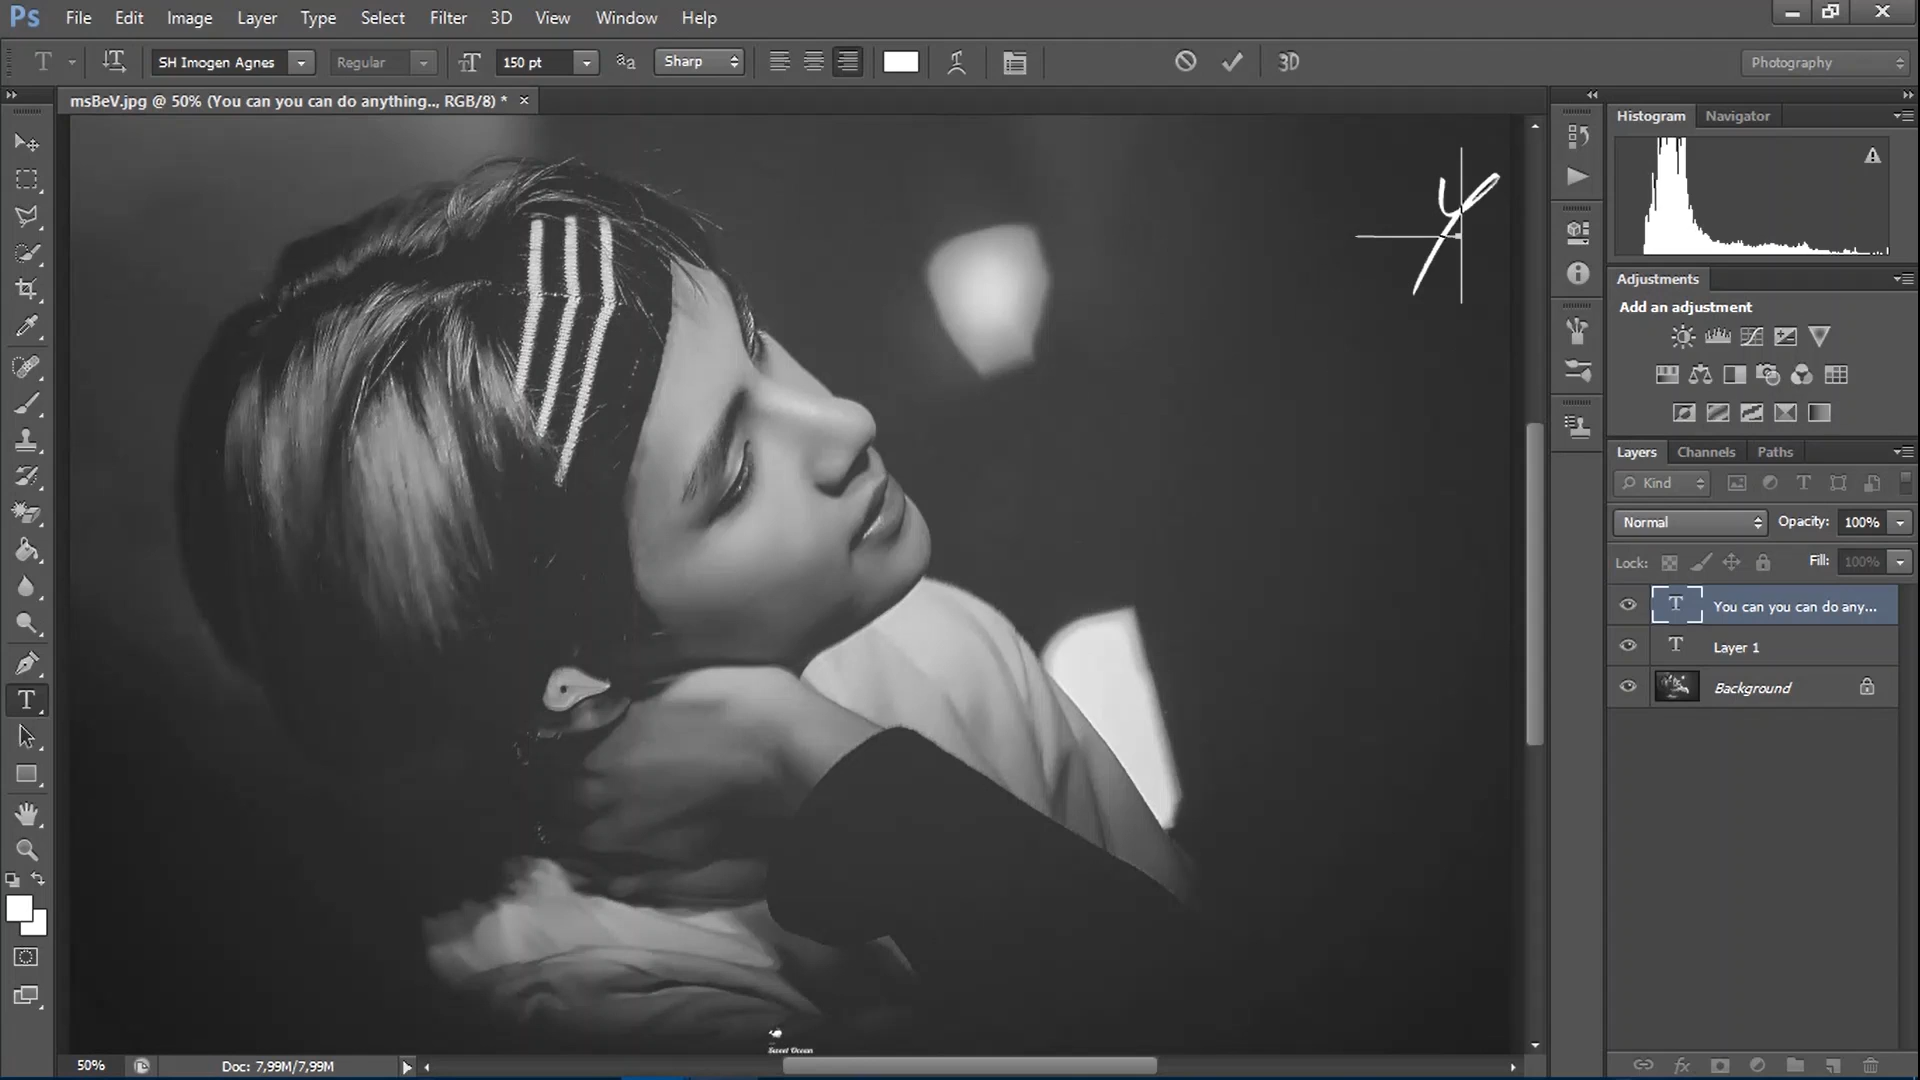 Ps File Edit Image Layer Type Select Filter 3D View Window Help
SH Imogen Agnes Regular 150 pt Sharp 3D Photography
msBeV.jpg @ 50% (You can you can do anything.., RGB/8) *
Histogram Navigator
Adjustments
Add an adjustment
Layers Channels Paths
Kind
Normal Opacity: 100%
Lock: Fill: 100%
You can you can do any...
Layer 1
Background
y
Sweet Ocean
50% Doc: 7,99M/7,99M